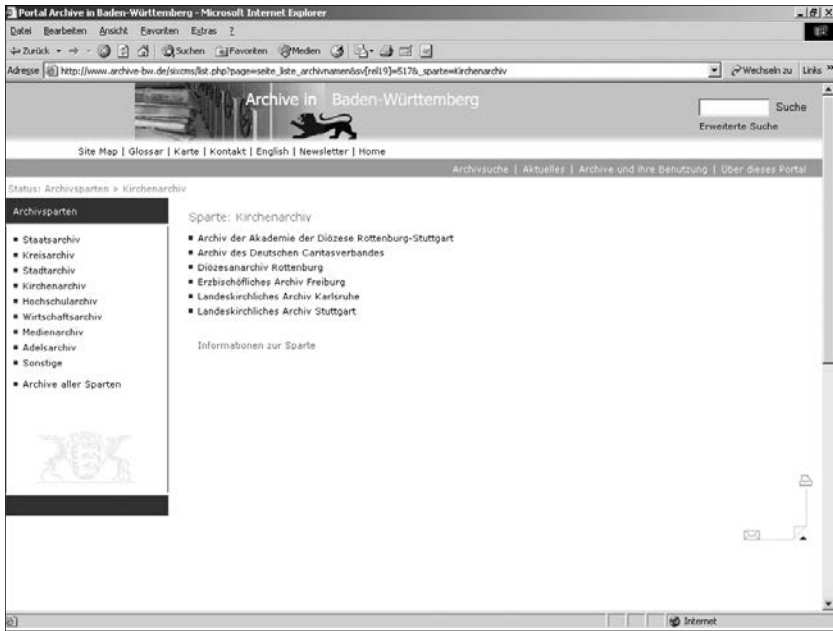 Portal Archive in Baden-Württemberg - Microsoft Internet Explorer
Datei Bearbeiten Ansicht Favoriten Extras ?
Zurück Suchen Favoriten Medien
Adresse http://www.archive-bw.de/sixcms/list.php?page=seite_liste_archivnamen&sv[rel19]=517&_sparte=Kirchenarchiv Wechseln zu Links »
Archive in Baden-Württemberg
Suche
Erweiterte Suche
Site Map | Glossar | Karte | Kontakt | English | Newsletter | Home
Archivsuche | Aktuelles | Archive und ihre Benutzung | Über dieses Portal
Status: Archivsparten > Kirchenarchiv
Archivsparten
Staatsarchiv
Kreisarchiv
Stadtarchiv
Kirchenarchiv
Hochschularchiv
Wirtschaftsarchiv
Medienarchiv
Adelsarchiv
Sonstige
Archive aller Sparten
Sparte: Kirchenarchiv
Archiv der Akademie der Diözese Rottenburg-Stuttgart
Archiv des Deutschen Caritasverbandes
Diözesanarchiv Rottenburg
Erzbischöfliches Archiv Freiburg
Landeskirchliches Archiv Karlsruhe
Landeskirchliches Archiv Stuttgart
Informationen zur Sparte
Internet